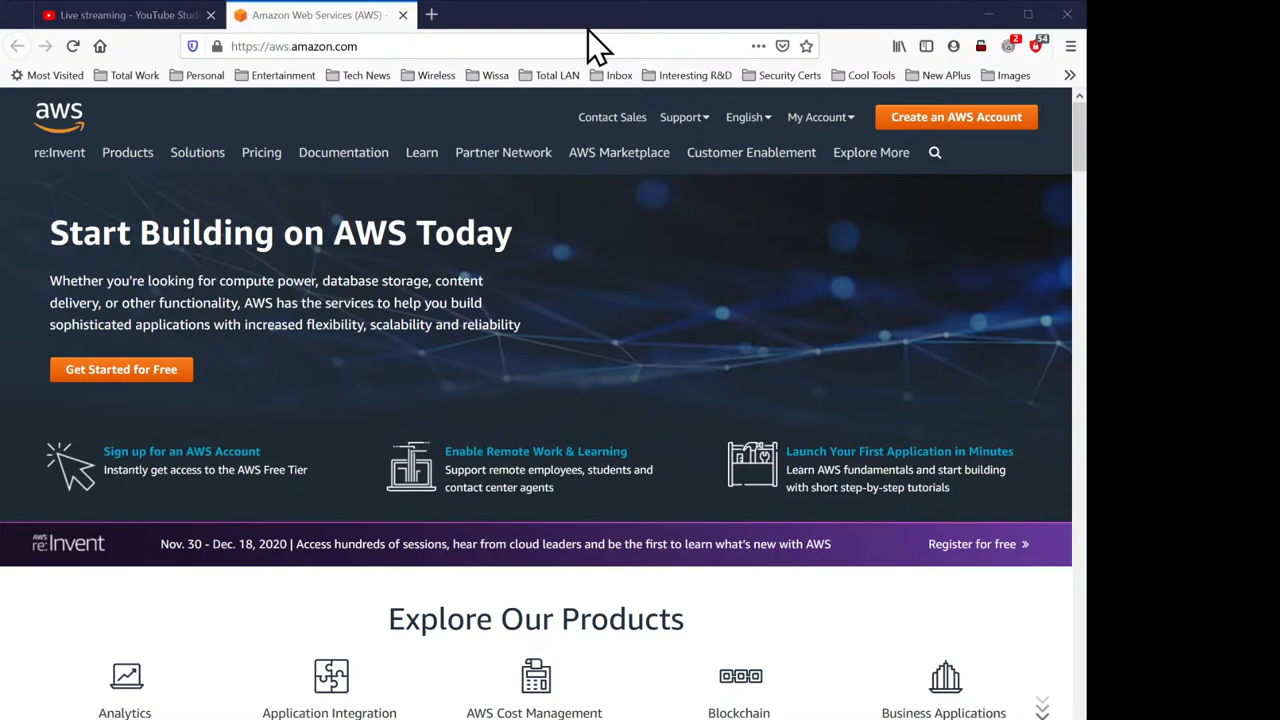 Live streaming - YouTube Studi
Amazon Web Services (AWS) -
https://aws.amazon.com
2
54
Most Visited Total Work Personal Entertainment Tech News Wireless Wissa Total LAN Inbox Interesting R&D Security Certs Cool Tools New APlus Images
aws
Contact Sales Support English My Account Create an AWS Account
re:Invent Products Solutions Pricing Documentation Learn Partner Network AWS Marketplace Customer Enablement Explore More
Start Building on AWS Today
Whether you're looking for compute power, database storage, content
delivery, or other functionality, AWS has the services to help you build
sophisticated applications with increased flexibility, scalability and reliability
Get Started for Free
Sign up for an AWS Account
Instantly get access to the AWS Free Tier
Enable Remote Work & Learning
Support remote employees, students and
contact center agents
Launch Your First Application in Minutes
Learn AWS fundamentals and start building
with short step-by-step tutorials
AWS
re:Invent
Nov. 30 - Dec. 18, 2020 | Access hundreds of sessions, hear from cloud leaders and be the first to learn what's new with AWS
Register for free »
Explore Our Products
Analytics
Application Integration
AWS Cost Management
Blockchain
Business Applications